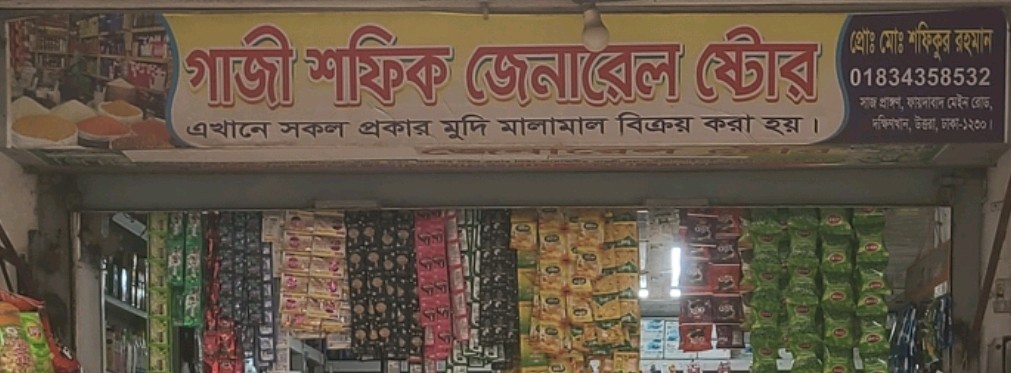 গাজী শফিক জেনারেল ষ্টোর
এখানে সকল প্রকার মুদি মালামাল বিক্রয় করা হয়।
প্রোঃ মোঃ শফিকুর রহমান
01834358532
সাজ প্রাঙ্গণ, ফায়দাবাদ মেইন রোড,
দক্ষিণখান, উত্তরা, ঢাকা-১২৩০।